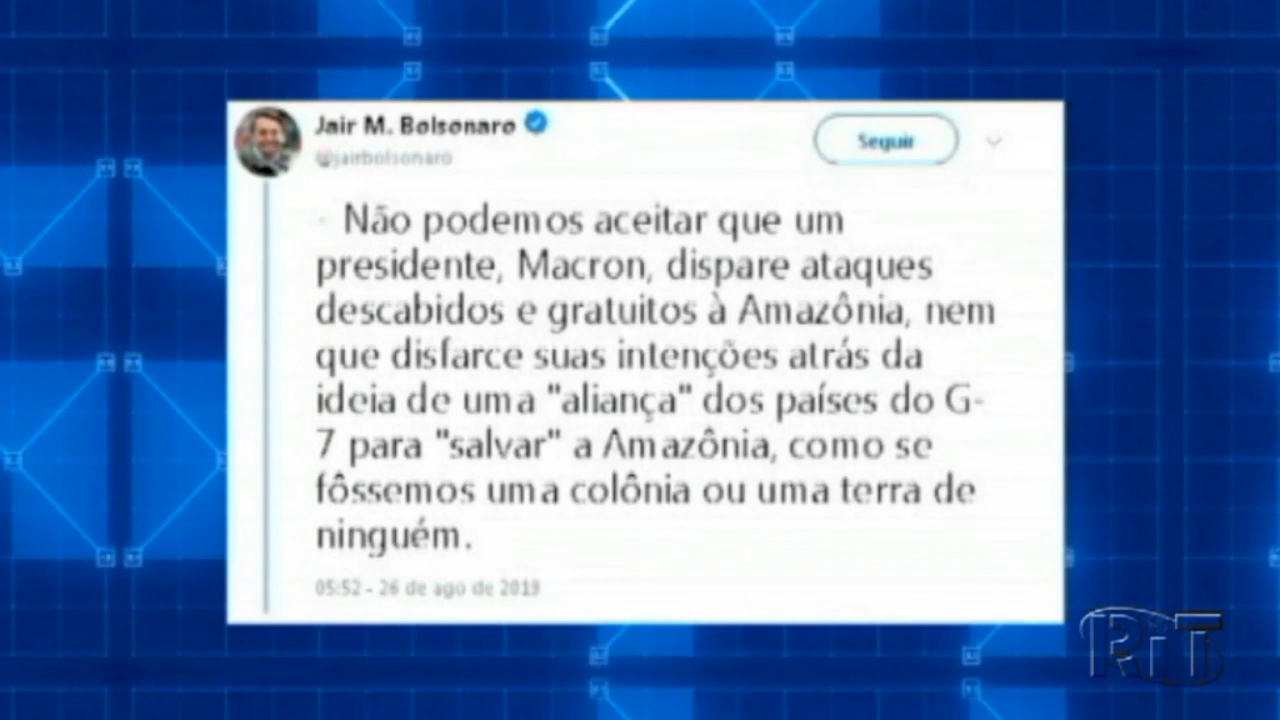 Jair M. Bolsonaro
@jairbolsonaro
Seguir
- Não podemos aceitar que um
presidente, Macron, dispare ataques
descabidos e gratuitos à Amazônia, nem
que disfarce suas intenções atrás da
ideia de uma "aliança" dos países do G-
7 para "salvar" a Amazônia, como se
fôssemos uma colônia ou uma terra de
ninguém.
05:52 - 26 de ago de 2019
RIT